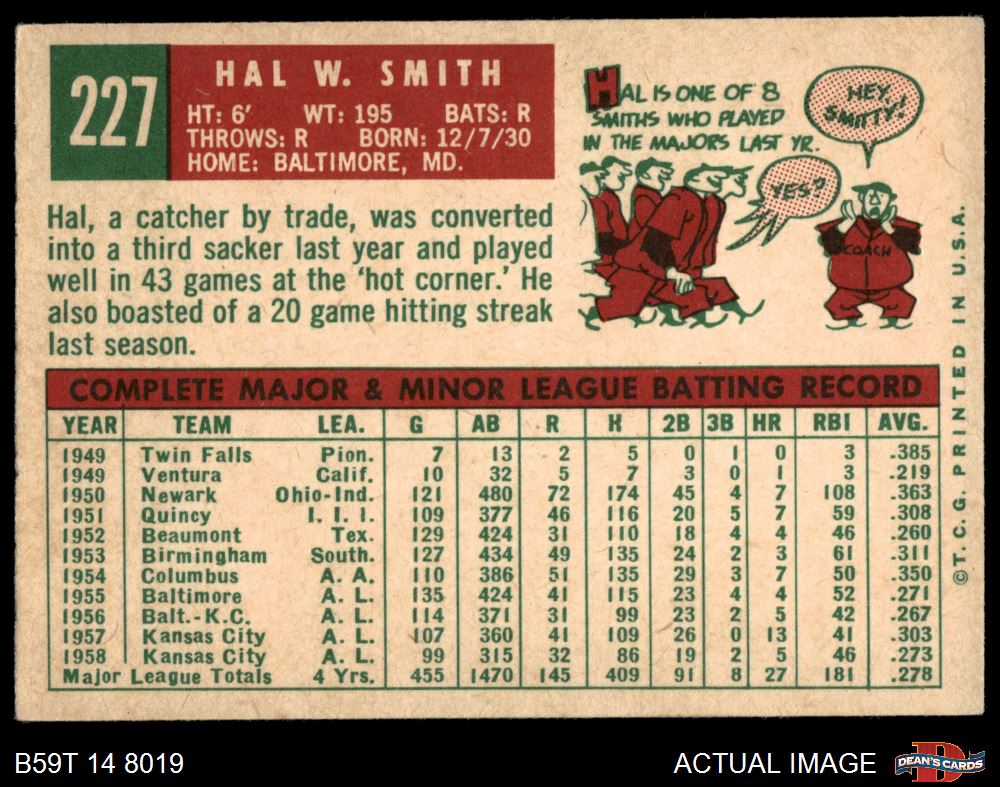 227
HAL W. SMITH
HT: 6' WT: 195 BATS: R
THROWS: R BORN: 12/7/30
HOME: BALTIMORE, MD.
Hal, a catcher by trade, was converted
into a third sacker last year and played
well in 43 games at the 'hot corner.' He
also boasted of a 20 game hitting streak
last season.
HAL IS ONE OF 8
SMITHS WHO PLAYED
IN THE MAJORS LAST YR.
HEY,
SMITTY!
YES?
COACH
COMPLETE MAJOR & MINOR LEAGUE BATTING RECORD
YEAR TEAM LEA. G AB R H 2B 3B HR RBI AVG.
1949 Twin Falls Pion. 7 13 2 5 0 1 0 3 .385
1949 Ventura Calif. 10 32 5 7 3 0 1 3 .219
1950 Newark Ohio-Ind. 121 480 72 174 45 4 7 108 .363
1951 Quincy I. I. I. 109 377 46 116 20 5 7 59 .308
1952 Beaumont Tex. 129 424 31 110 18 4 4 46 .260
1953 Birmingham South. 127 434 49 135 24 2 3 61 .311
1954 Columbus A. A. 110 386 51 135 29 3 7 50 .350
1955 Baltimore A. L. 135 424 41 115 23 4 4 52 .271
1956 Balt.-K.C. A. L. 114 371 31 99 23 2 5 42 .267
1957 Kansas City A. L. 107 360 41 109 26 0 13 41 .303
1958 Kansas City A. L. 99 315 32 86 19 2 5 46 .273
Major League Totals 4 Yrs. 455 1470 145 409 91 8 27 181 .278
© T. C. G. PRINTED IN U.S.A.
B59T 14 8019
ACTUAL IMAGE
D
DEAN'S CARDS